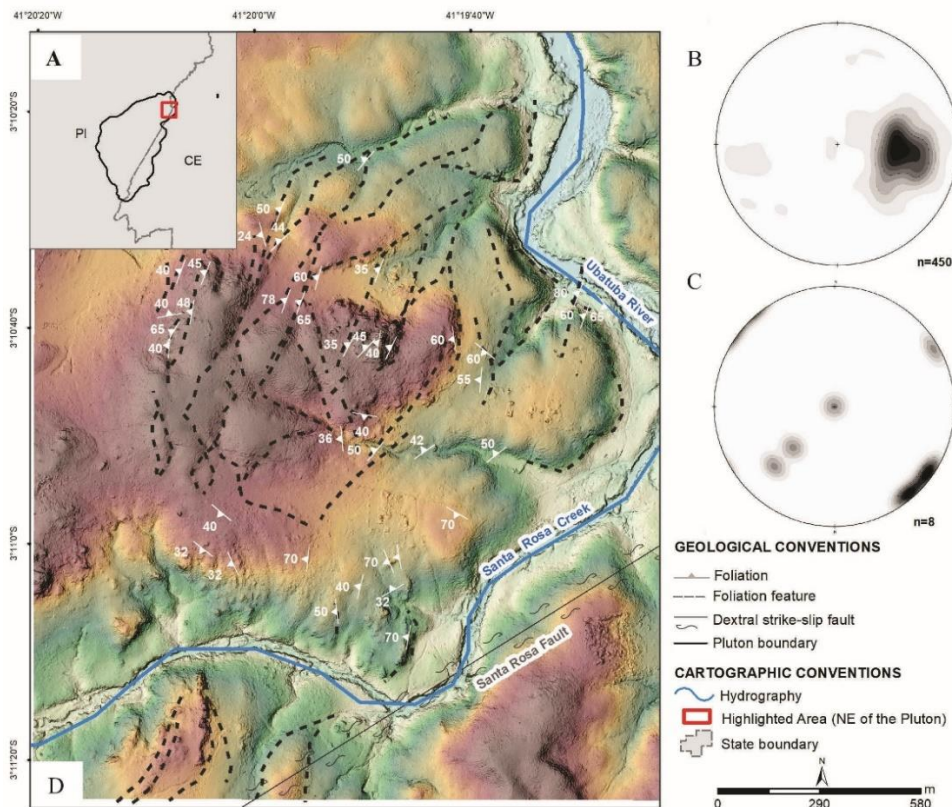 41°20'20"W
41°20'0"W
41°19'40"W
A
B
PI
CE
3°10'20"S
50
50
24
44
40
45
60
35
Ubatuba River
n=450
78
86
40
48
65
60
65
C
3°10'40"S
65
35
46
60
40
40
60
55
40
36
50
42
50
40
70
n=8
3°11'0"S
32
32
70
70
Santa Rosa Creek
40
32
50
70
Santa Rosa Fault
3°11'20"S
D
GEOLOGICAL CONVENTIONS
Foliation
Foliation feature
Dextral strike-slip fault
Pluton boundary
CARTOGRAPHIC CONVENTIONS
Hydrography
Highlighted Area (NE of the Pluton)
State boundary
N
m
0 290 580